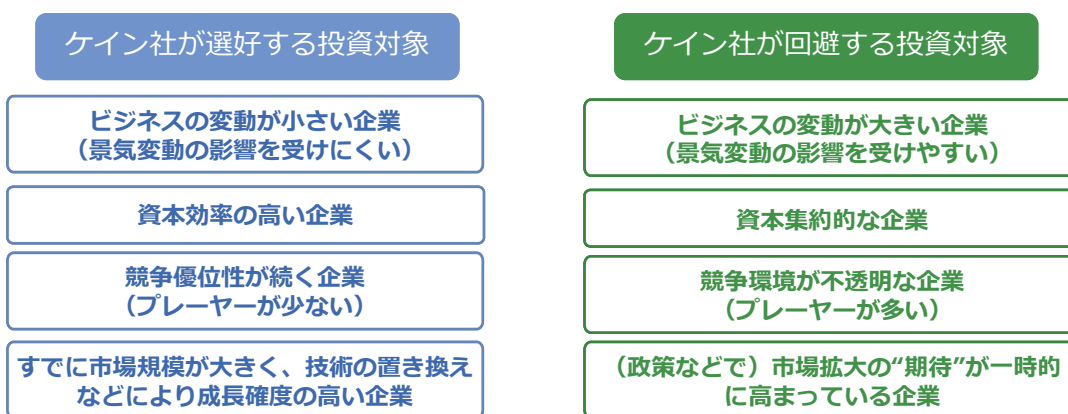 ケイン社が選好する投資対象
ビジネスの変動が小さい企業
（景気変動の影響を受けにくい）
資本効率の高い企業
競争優位性が続く企業
（プレーヤーが少ない）
すでに市場規模が大きく、技術の置き換え
などにより成長確度の高い企業
ケイン社が回避する投資対象
ビジネスの変動が大きい企業
（景気変動の影響を受けやすい）
資本集約的な企業
競争環境が不透明な企業
（プレーヤーが多い）
（政策などで）市場拡大の“期待”が一時的
に高まっている企業